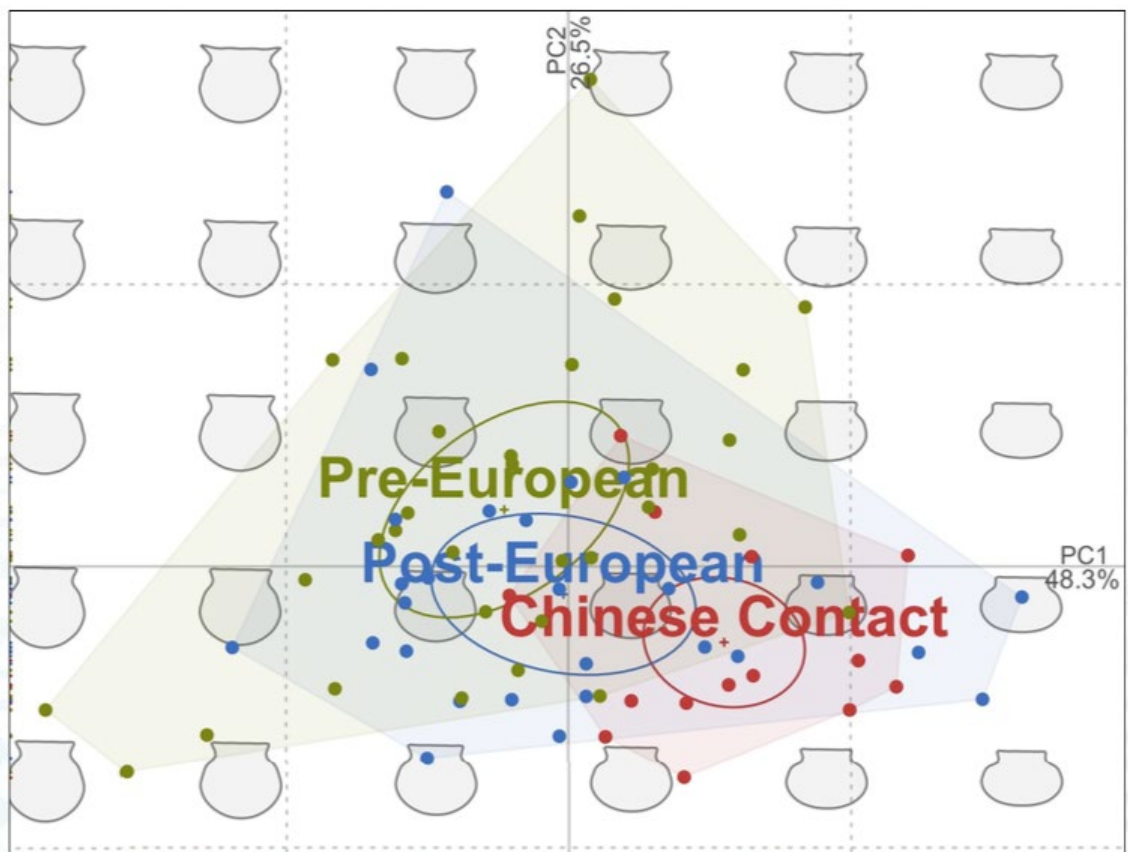 PC2
26.5%
Pre-European
PC1
Post-European
48.3%
Chinese Contact